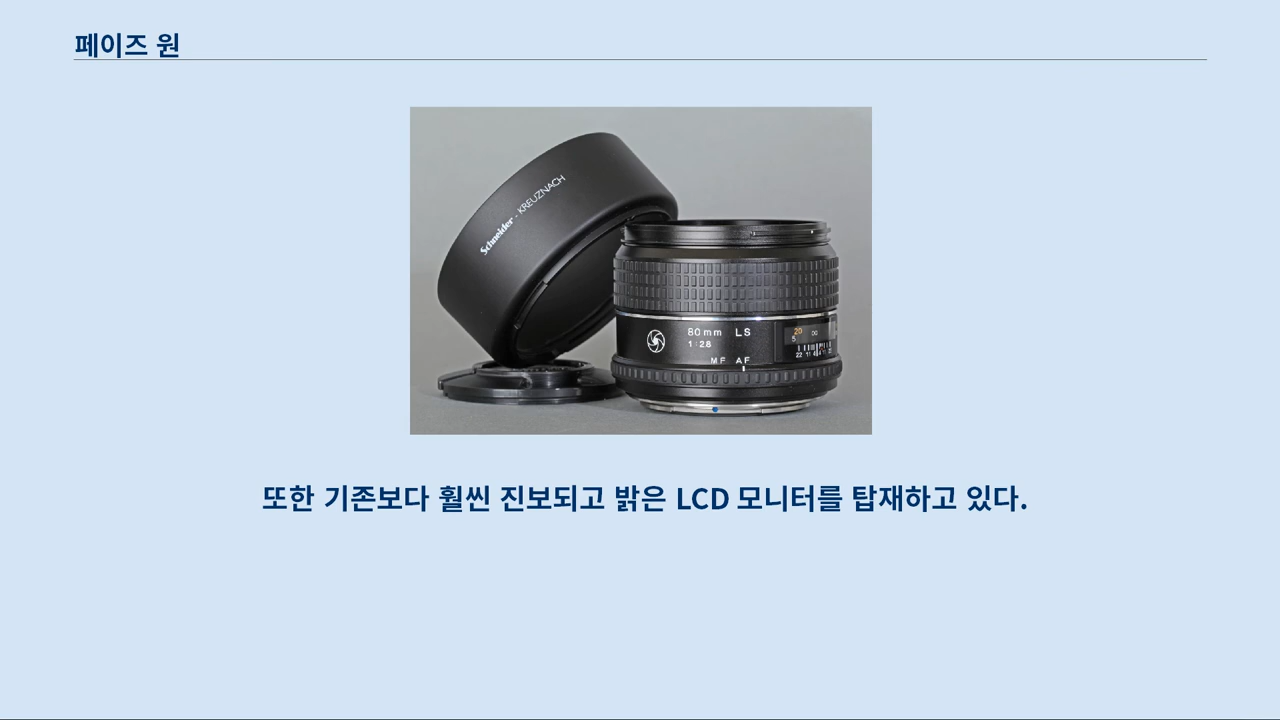 페이즈 원
Schneider - KREUZNACH
80mm LS
1:2.8
MF AF
20
5
또한 기존보다 훨씬 진보되고 밝은 LCD 모니터를 탑재하고 있다.